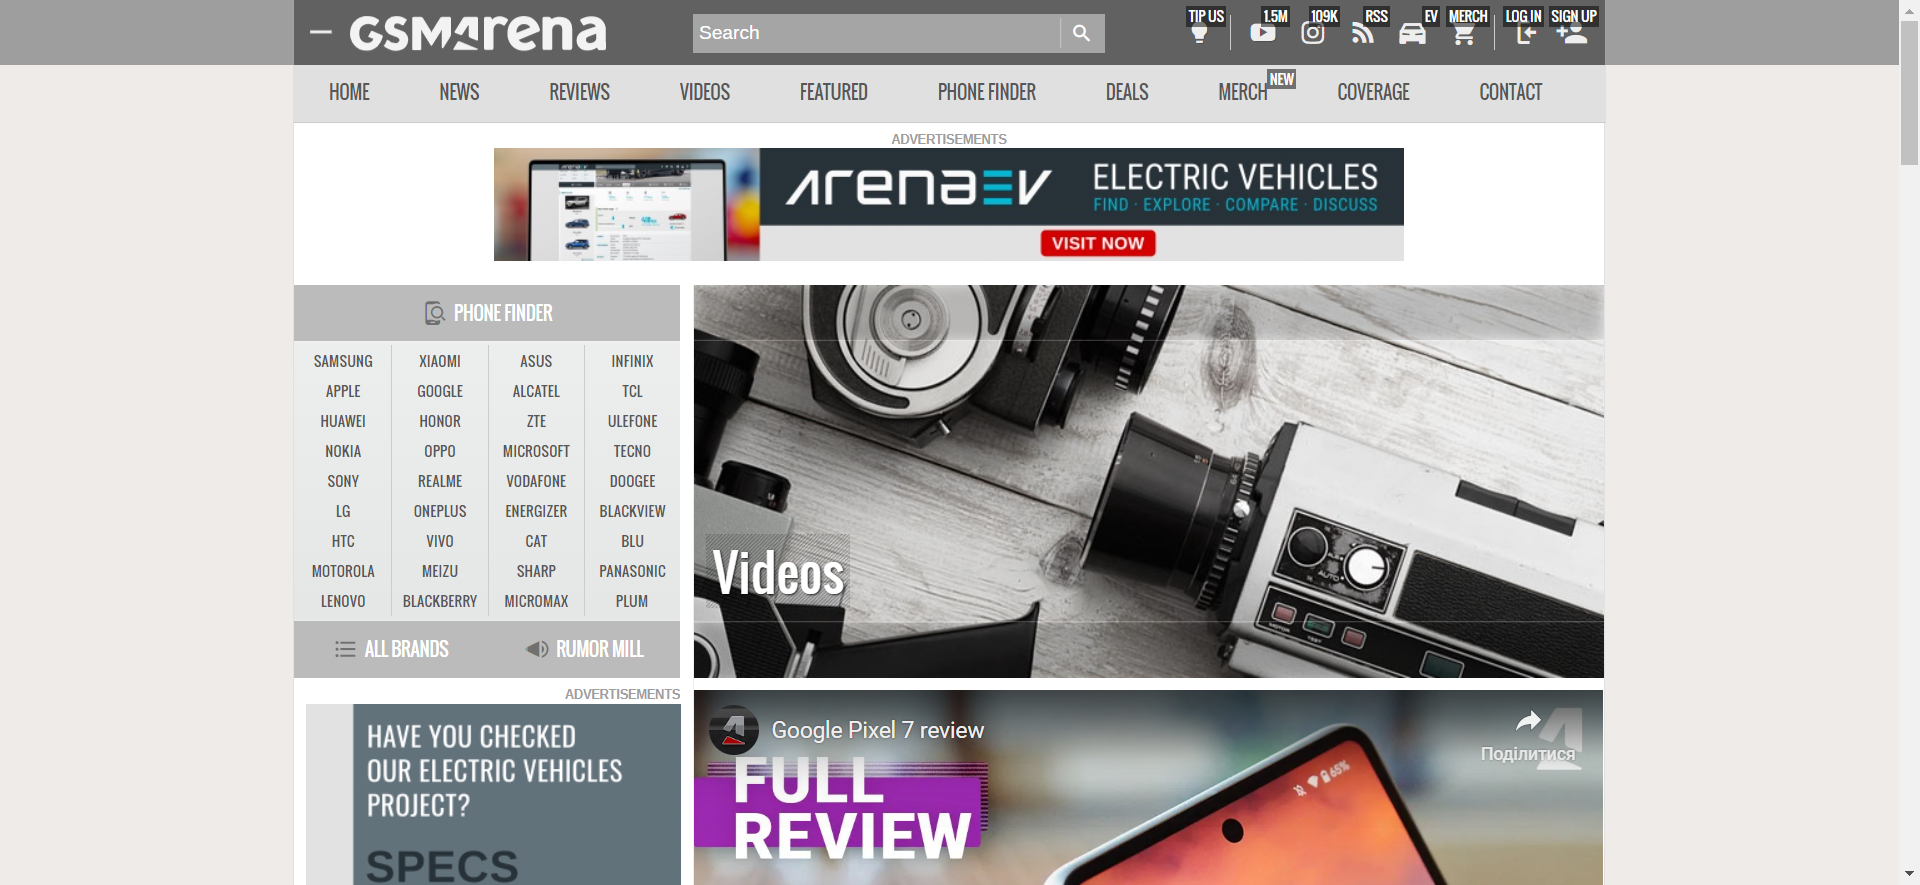 GSMArena
Search
TIP US
1.5M
109K
RSS
EV
MERCH
LOG IN
SIGN UP
HOME
NEWS
REVIEWS
VIDEOS
FEATURED
PHONE FINDER
DEALS
MERCH
NEW
COVERAGE
CONTACT
ADVERTISEMENTS
ArenaEV
ELECTRIC VEHICLES
FIND · EXPLORE · COMPARE · DISCUSS
VISIT NOW
PHONE FINDER
SAMSUNG XIAOMI ASUS INFINIX
APPLE GOOGLE ALCATEL TCL
HUAWEI HONOR ZTE ULEFONE
NOKIA OPPO MICROSOFT TECNO
SONY REALME VODAFONE DOOGEE
LG ONEPLUS ENERGIZER BLACKVIEW
HTC VIVO CAT BLU
MOTOROLA MEIZU SHARP PANASONIC
LENOVO BLACKBERRY MICROMAX PLUM
ALL BRANDS
RUMOR MILL
AUTO
MOTOR
TEST
Videos
ADVERTISEMENTS
HAVE YOU CHECKED
OUR ELECTRIC VEHICLES
PROJECT?
SPECS
Google Pixel 7 review
Поділитися
FULL
REVIEW
65%